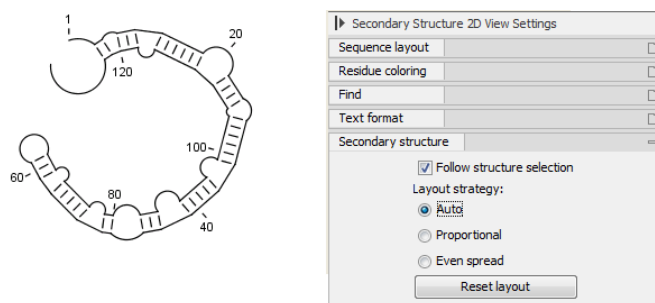 1
20
120
100
60
80
40
Secondary Structure 2D View Settings
Sequence layout
Residue coloring
Find
Text format
Secondary structure
Follow structure selection
Layout strategy:
Auto
Proportional
Even spread
Reset layout